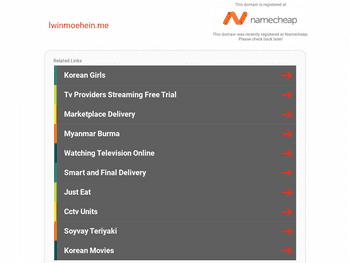 This domain is registered at
lwinmoehein.me
namecheap
This domain was recently registered at Namecheap.
Please check back later!
Related Links
Korean Girls
Tv Providers Streaming Free Trial
Marketplace Delivery
Myanmar Burma
Watching Television Online
Smart and Final Delivery
Just Eat
Cctv Units
Soyvay Teriyaki
Korean Movies